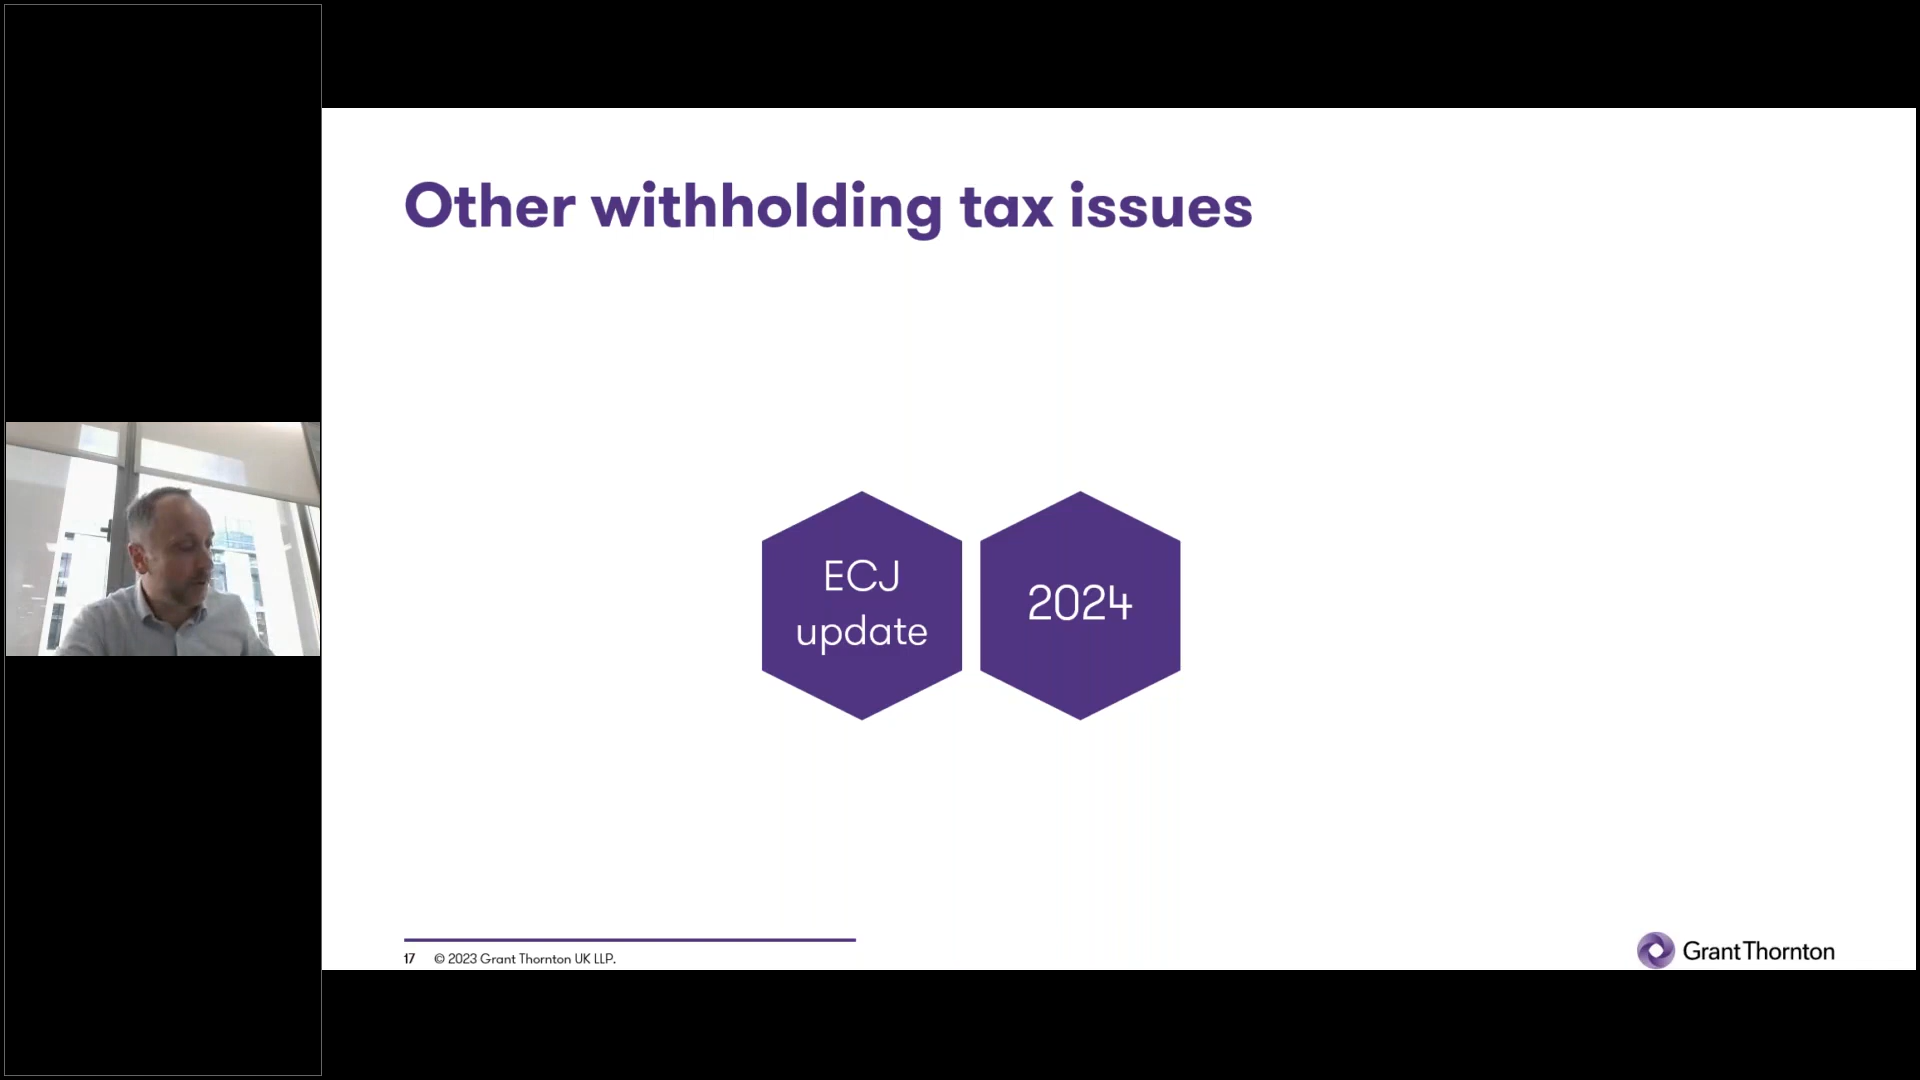 Other withholding tax issues
ECJ
update
2024
17 © 2023 Grant Thornton UK LLP.
Grant Thornton